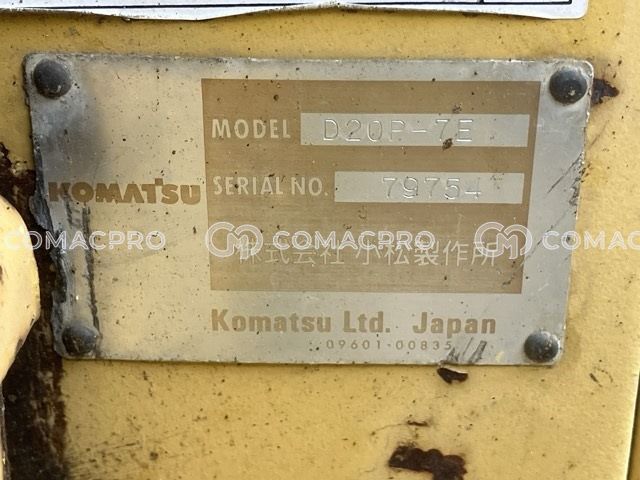 MODEL D20P-7E
KOMATSU
SERIAL NO. 79754
COMACPRO COMACPRO COMACPRO
株式会社 小松製作所
Komatsu Ltd. Japan
09601-00835